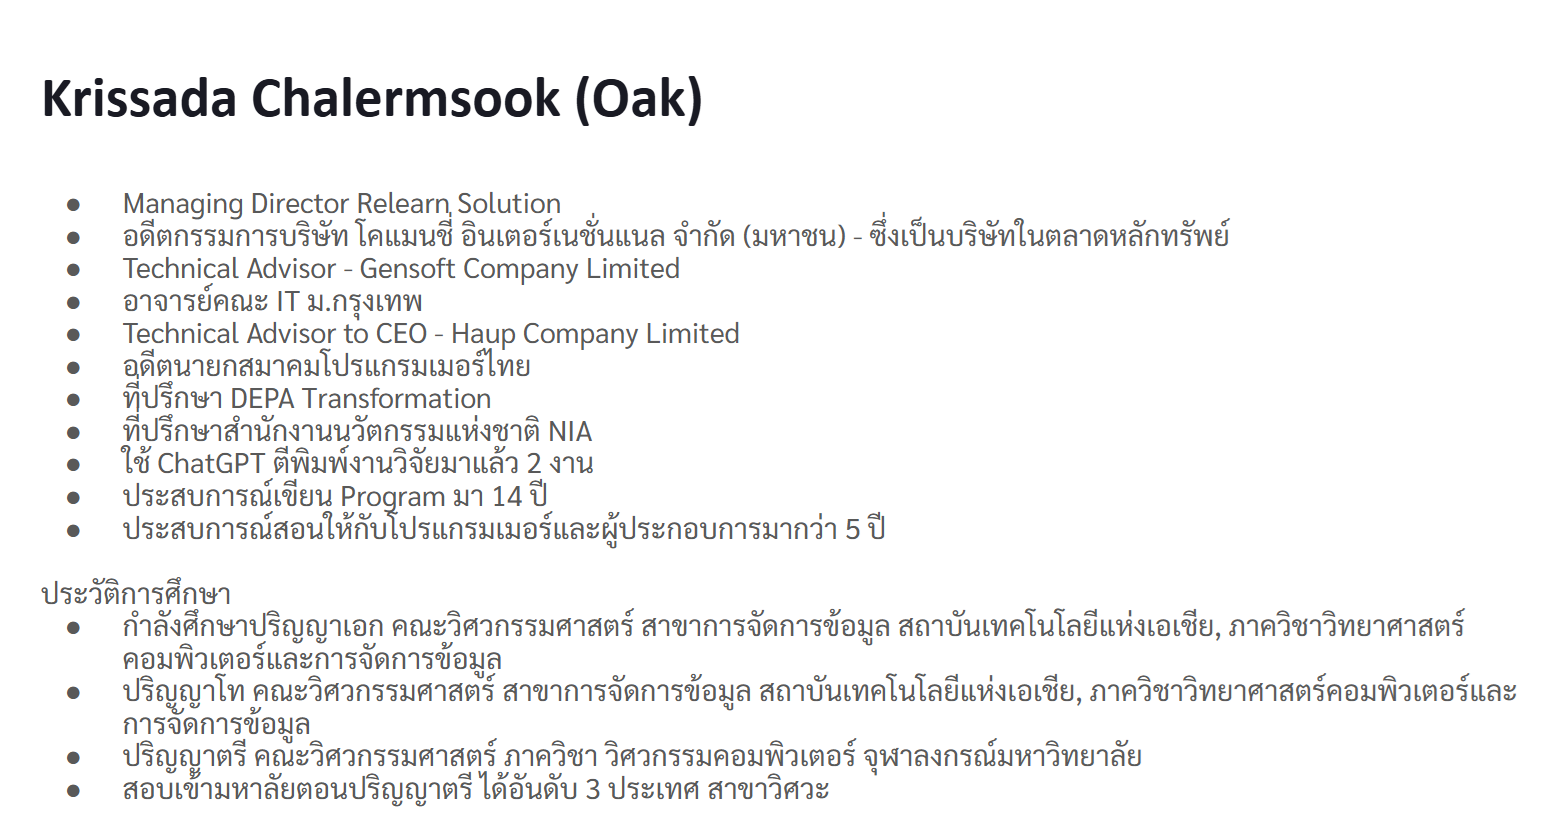 Krissada Chalermsook (Oak)
● Managing Director Relearn Solution
● อดีตกรรมการบริษัท โคแมนชี่ อินเตอร์เนชั่นแนล จำกัด (มหาชน) - ซึ่งเป็นบริษัทในตลาดหลักทรัพย์
● Technical Advisor - Gensoft Company Limited
● อาจารย์คณะ IT ม.กรุงเทพ
● Technical Advisor to CEO - Haup Company Limited
● อดีตนายกสมาคมโปรแกรมเมอร์ไทย
● ที่ปรึกษา DEPA Transformation
● ที่ปรึกษาสำนักงานนวัตกรรมแห่งชาติ NIA
● ใช้ ChatGPT ตีพิมพ์งานวิจัยมาแล้ว 2 งาน
● ประสบการณ์เขียน Program มา 14 ปี
● ประสบการณ์สอนให้กับโปรแกรมเมอร์และผู้ประกอบการมากว่า 5 ปี
ประวัติการศึกษา
● กำลังศึกษาปริญญาเอก คณะวิศวกรรมศาสตร์ สาขาการจัดการข้อมูล สถาบันเทคโนโลยีแห่งเอเชีย, ภาควิชาวิทยาศาสตร์
คอมพิวเตอร์และการจัดการข้อมูล
● ปริญญาโท คณะวิศวกรรมศาสตร์ สาขาการจัดการข้อมูล สถาบันเทคโนโลยีแห่งเอเชีย, ภาควิชาวิทยาศาสตร์คอมพิวเตอร์และ
การจัดการข้อมูล
● ปริญญาตรี คณะวิศวกรรมศาสตร์ ภาควิชา วิศวกรรมคอมพิวเตอร์ จุฬาลงกรณ์มหาวิทยาลัย
● สอบเข้ามหาลัยตอนปริญญาตรี ได้อันดับ 3 ประเทศ สาขาวิศวะ